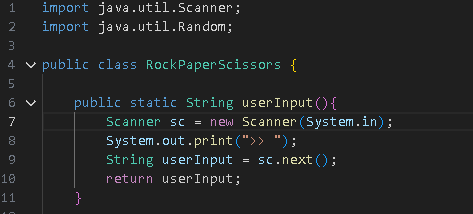 1 import java.util.Scanner;
2 import java.util.Random;
3
4 public class RockPaperScissors {
5
6     public static String userInput(){
7         Scanner sc = new Scanner(System.in);
8         System.out.print(">> ");
9         String userInput = sc.next();
10         return userInput;
11     }